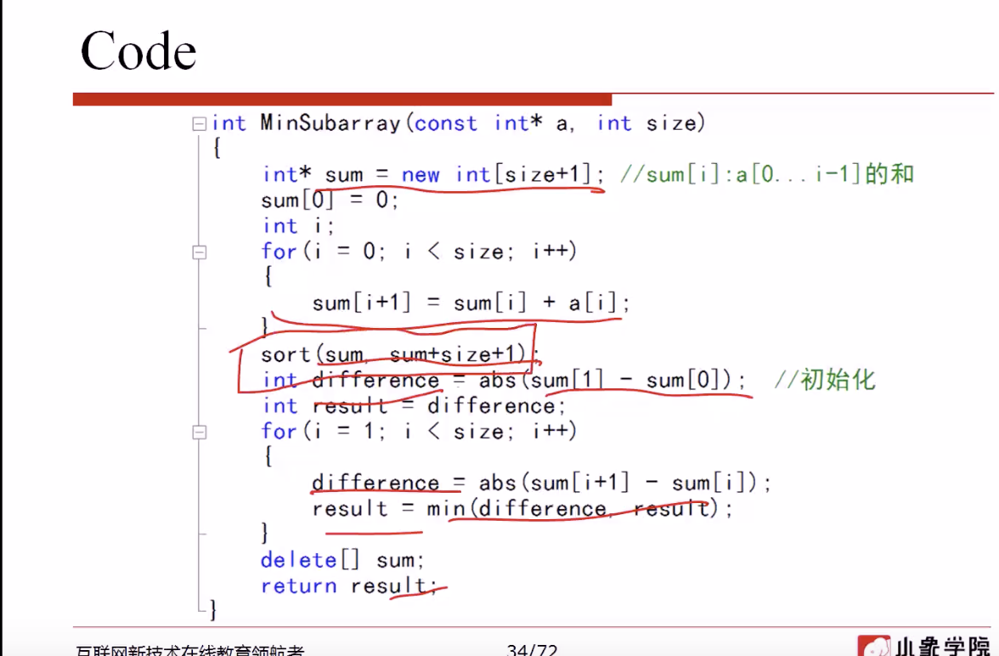 Code
int MinSubarray(const int* a, int size)
{
int* sum = new int[size+1]; //sum[i]:a[0...i-1]的和
sum[0] = 0;
int i;
for(i = 0; i < size; i++)
{
sum[i+1] = sum[i] + a[i];
}
sort(sum, sum+size+1);
int difference = abs(sum[1] - sum[0]); //初始化
int result = difference;
for(i = 1; i < size; i++)
{
difference = abs(sum[i+1] - sum[i]);
result = min(difference, result);
}
delete[] sum;
return result;
}
互联网新技术在线教育领航者
34/72
小象学院